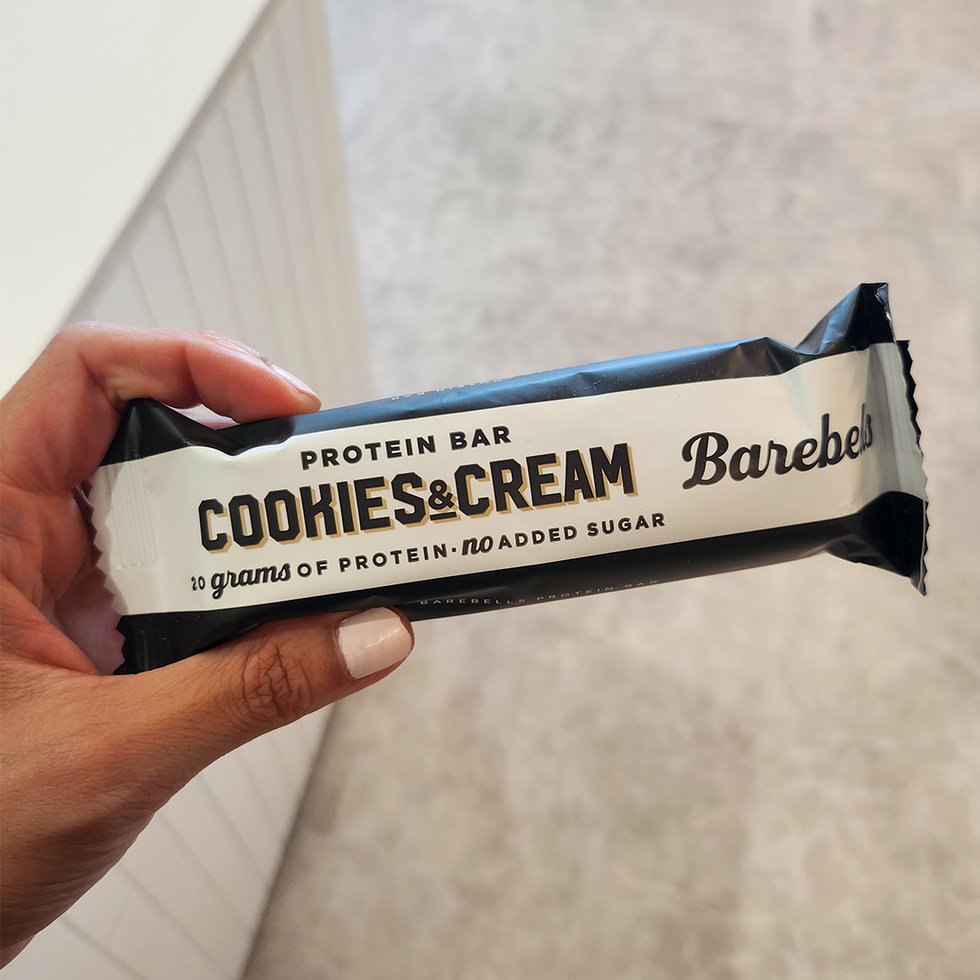 PROTEIN BAR
COOKIES&CREAM
20 grams OF PROTEIN · no ADDED SUGAR
Barebells
BAREBELLS PROTEIN BAR